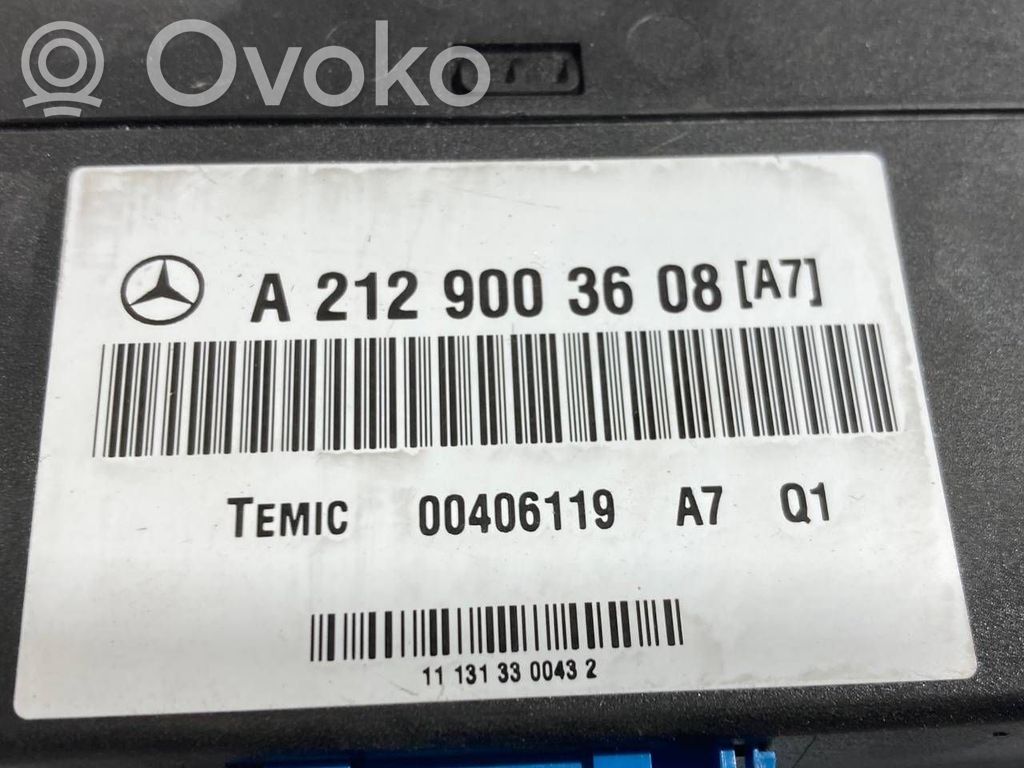 Ovoko®
A 212 900 36 08 [A7]
TEMIC 00406119 A7 Q1
11 131 33 0043 2